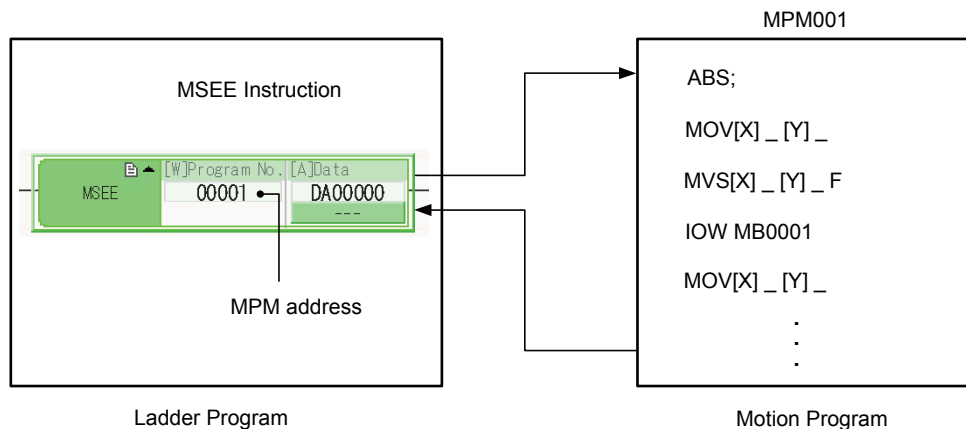 MPM001
MSEE Instruction
[W]Program No. [A]Data
MSEE 00001 DA00000
---
MPM address
Ladder Program
ABS;
MOV[X] _ [Y] _
MVS[X] _ [Y] _ F
IOW MB0001
MOV[X] _ [Y] _
.
.
.
Motion Program